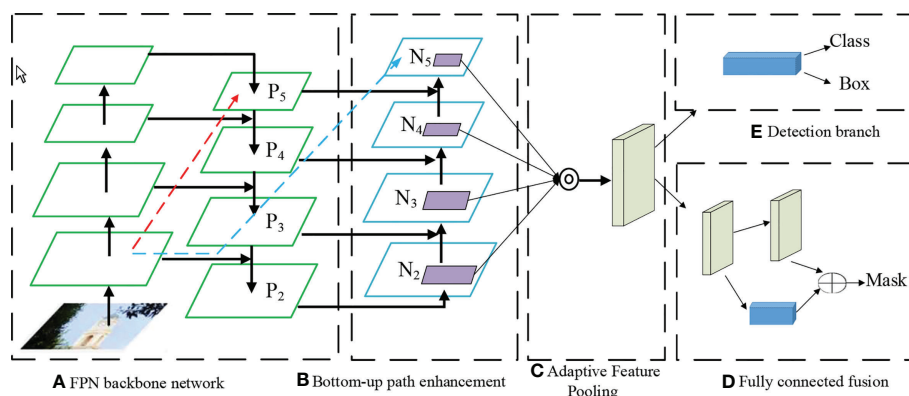 P5
P4
P3
P2
N5
N4
N3
N2
Class
Box
E Detection branch
Mask
A FPN backbone network
B Bottom-up path enhancement
C Adaptive Feature
Pooling
D Fully connected fusion